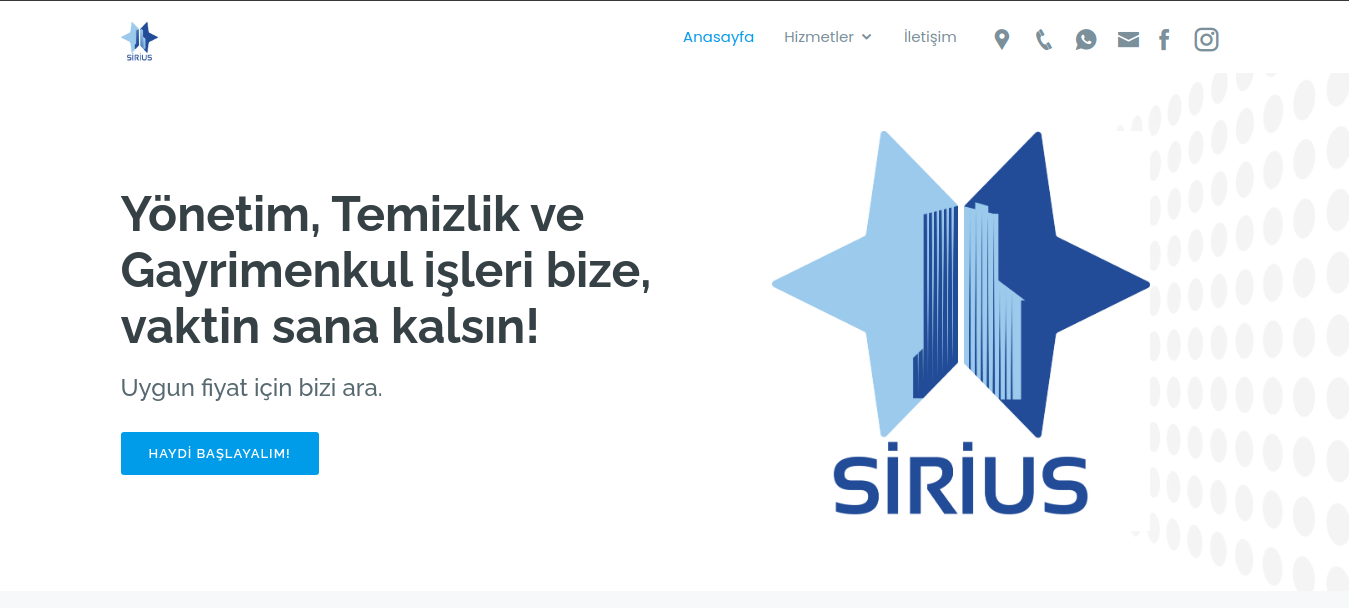 SİRİUS
Anasayfa
Hizmetler
İletişim
Yönetim, Temizlik ve
Gayrimenkul işleri bize,
vaktin sana kalsın!
Uygun fiyat için bizi ara.
HAYDİ BAŞLAYALIM!
SİRİUS